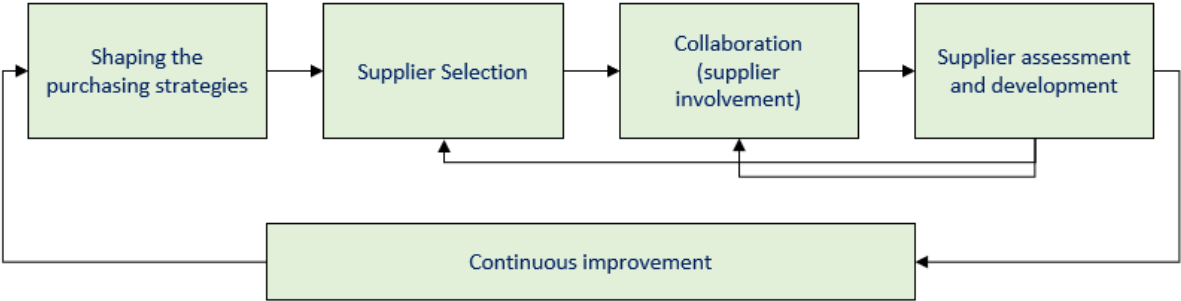 Shaping the
purchasing strategies
Supplier Selection
Collaboration
(supplier
involvement)
Supplier assessment
and development
Continuous improvement